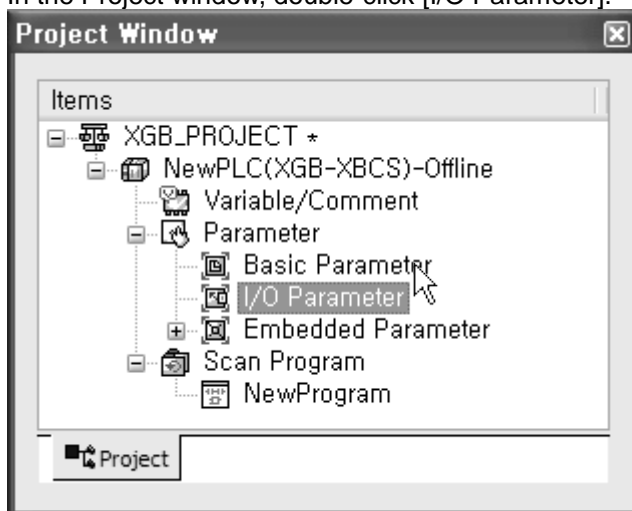 In the Project window, double-click [I/O Parameter].
Project Window
Items
XGB_PROJECT *
NewPLC(XGB-XBCS)-Offline
Variable/Comment
Parameter
Basic Parameter
I/O Parameter
Embedded Parameter
Scan Program
NewProgram
Project